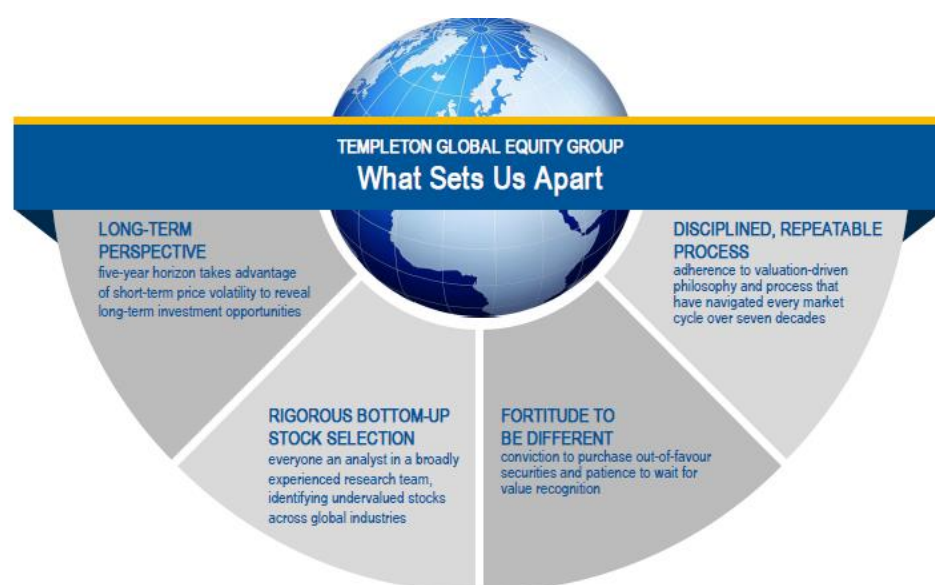 TEMPLETON GLOBAL EQUITY GROUP
What Sets Us Apart
LONG-TERM
PERSPECTIVE
five-year horizon takes advantage
of short-term price volatility to reveal
long-term investment opportunities
RIGOROUS BOTTOM-UP
STOCK SELECTION
everyone an analyst in a broadly
experienced research team,
identifying undervalued stocks
across global industries
FORTITUDE TO
BE DIFFERENT
conviction to purchase out-of-favour
securities and patience to wait for
value recognition
DISCIPLINED, REPEATABLE
PROCESS
adherence to valuation-driven
philosophy and process that
have navigated every market
cycle over seven decades